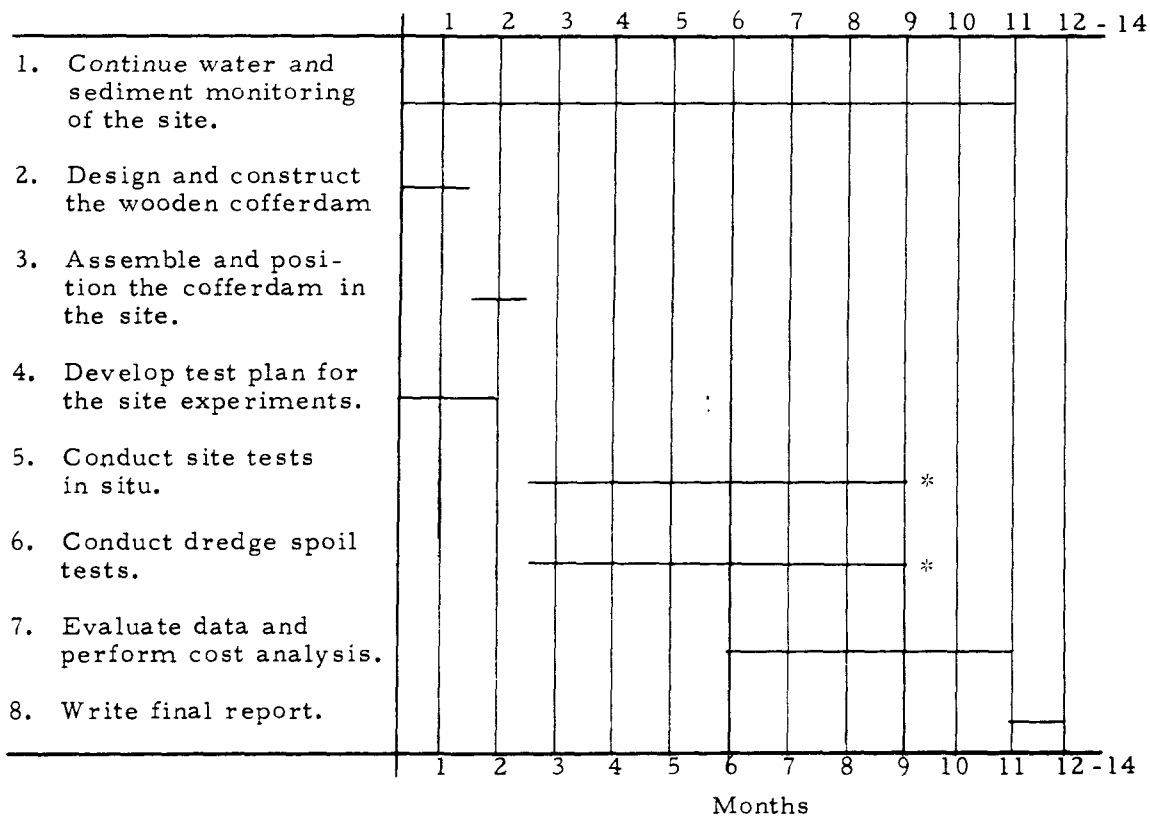 1 2 3 4 5 6 7 8 9 10 11 12 - 14
1. Continue water and
sediment monitoring
of the site.
2. Design and construct
the wooden cofferdam
3. Assemble and posi-
tion the cofferdam in
the site.
4. Develop test plan for
the site experiments.
5. Conduct site tests
in situ. *
6. Conduct dredge spoil
tests. *
7. Evaluate data and
perform cost analysis.
8. Write final report.
1 2 3 4 5 6 7 8 9 10 11 12 - 14
Months